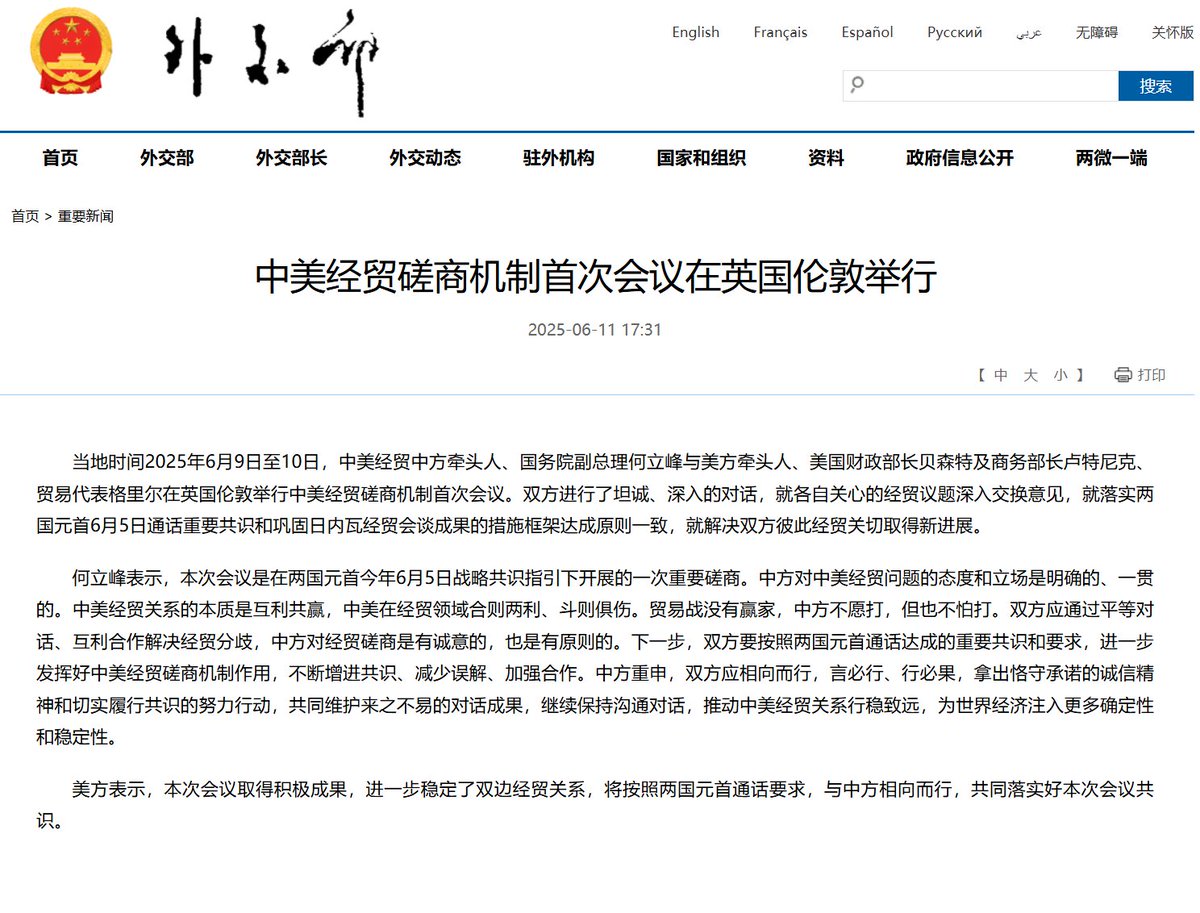 外交部
English Français Español Русский عربي 无障碍 关怀版
搜索
首页 外交部 外交部长 外交动态 驻外机构 国家和组织 资料 政府信息公开 两微一端
首页 > 重要新闻
中美经贸磋商机制首次会议在英国伦敦举行
2025-06-11 17:31
【 中 大 小 】 打印
当地时间2025年6月9日至10日，中美经贸中方牵头人、国务院副总理何立峰与美方牵头人、美国财政部长贝森特及商务部长卢特尼克、
贸易代表格里尔在英国伦敦举行中美经贸磋商机制首次会议。双方进行了坦诚、深入的对话，就各自关心的经贸议题深入交换意见，就落实两
国元首6月5日通话重要共识和巩固日内瓦经贸会谈成果的措施框架达成原则一致，就解决双方彼此经贸关切取得新进展。
何立峰表示，本次会议是在两国元首今年6月5日战略共识指引下开展的一次重要磋商。中方对中美经贸问题的态度和立场是明确的、一贯
的。中美经贸关系的本质是互利共赢，中美在经贸领域合则两利、斗则俱伤。贸易战没有赢家，中方不愿打，但也不怕打。双方应通过平等对
话、互利合作解决经贸分歧，中方对经贸磋商是有诚意的，也是有原则的。下一步，双方要按照两国元首通话达成的重要共识和要求，进一步
发挥好中美经贸磋商机制作用，不断增进共识、减少误解、加强合作。中方重申，双方应相向而行，言必行、行必果，拿出恪守承诺的诚信精
神和切实履行共识的努力行动，共同维护来之不易的对话成果，继续保持沟通对话，推动中美经贸关系行稳致远，为世界经济注入更多确定性
和稳定性。
美方表示，本次会议取得积极成果，进一步稳定了双边经贸关系，将按照两国元首通话要求，与中方相向而行，共同落实好本次会议共
识。